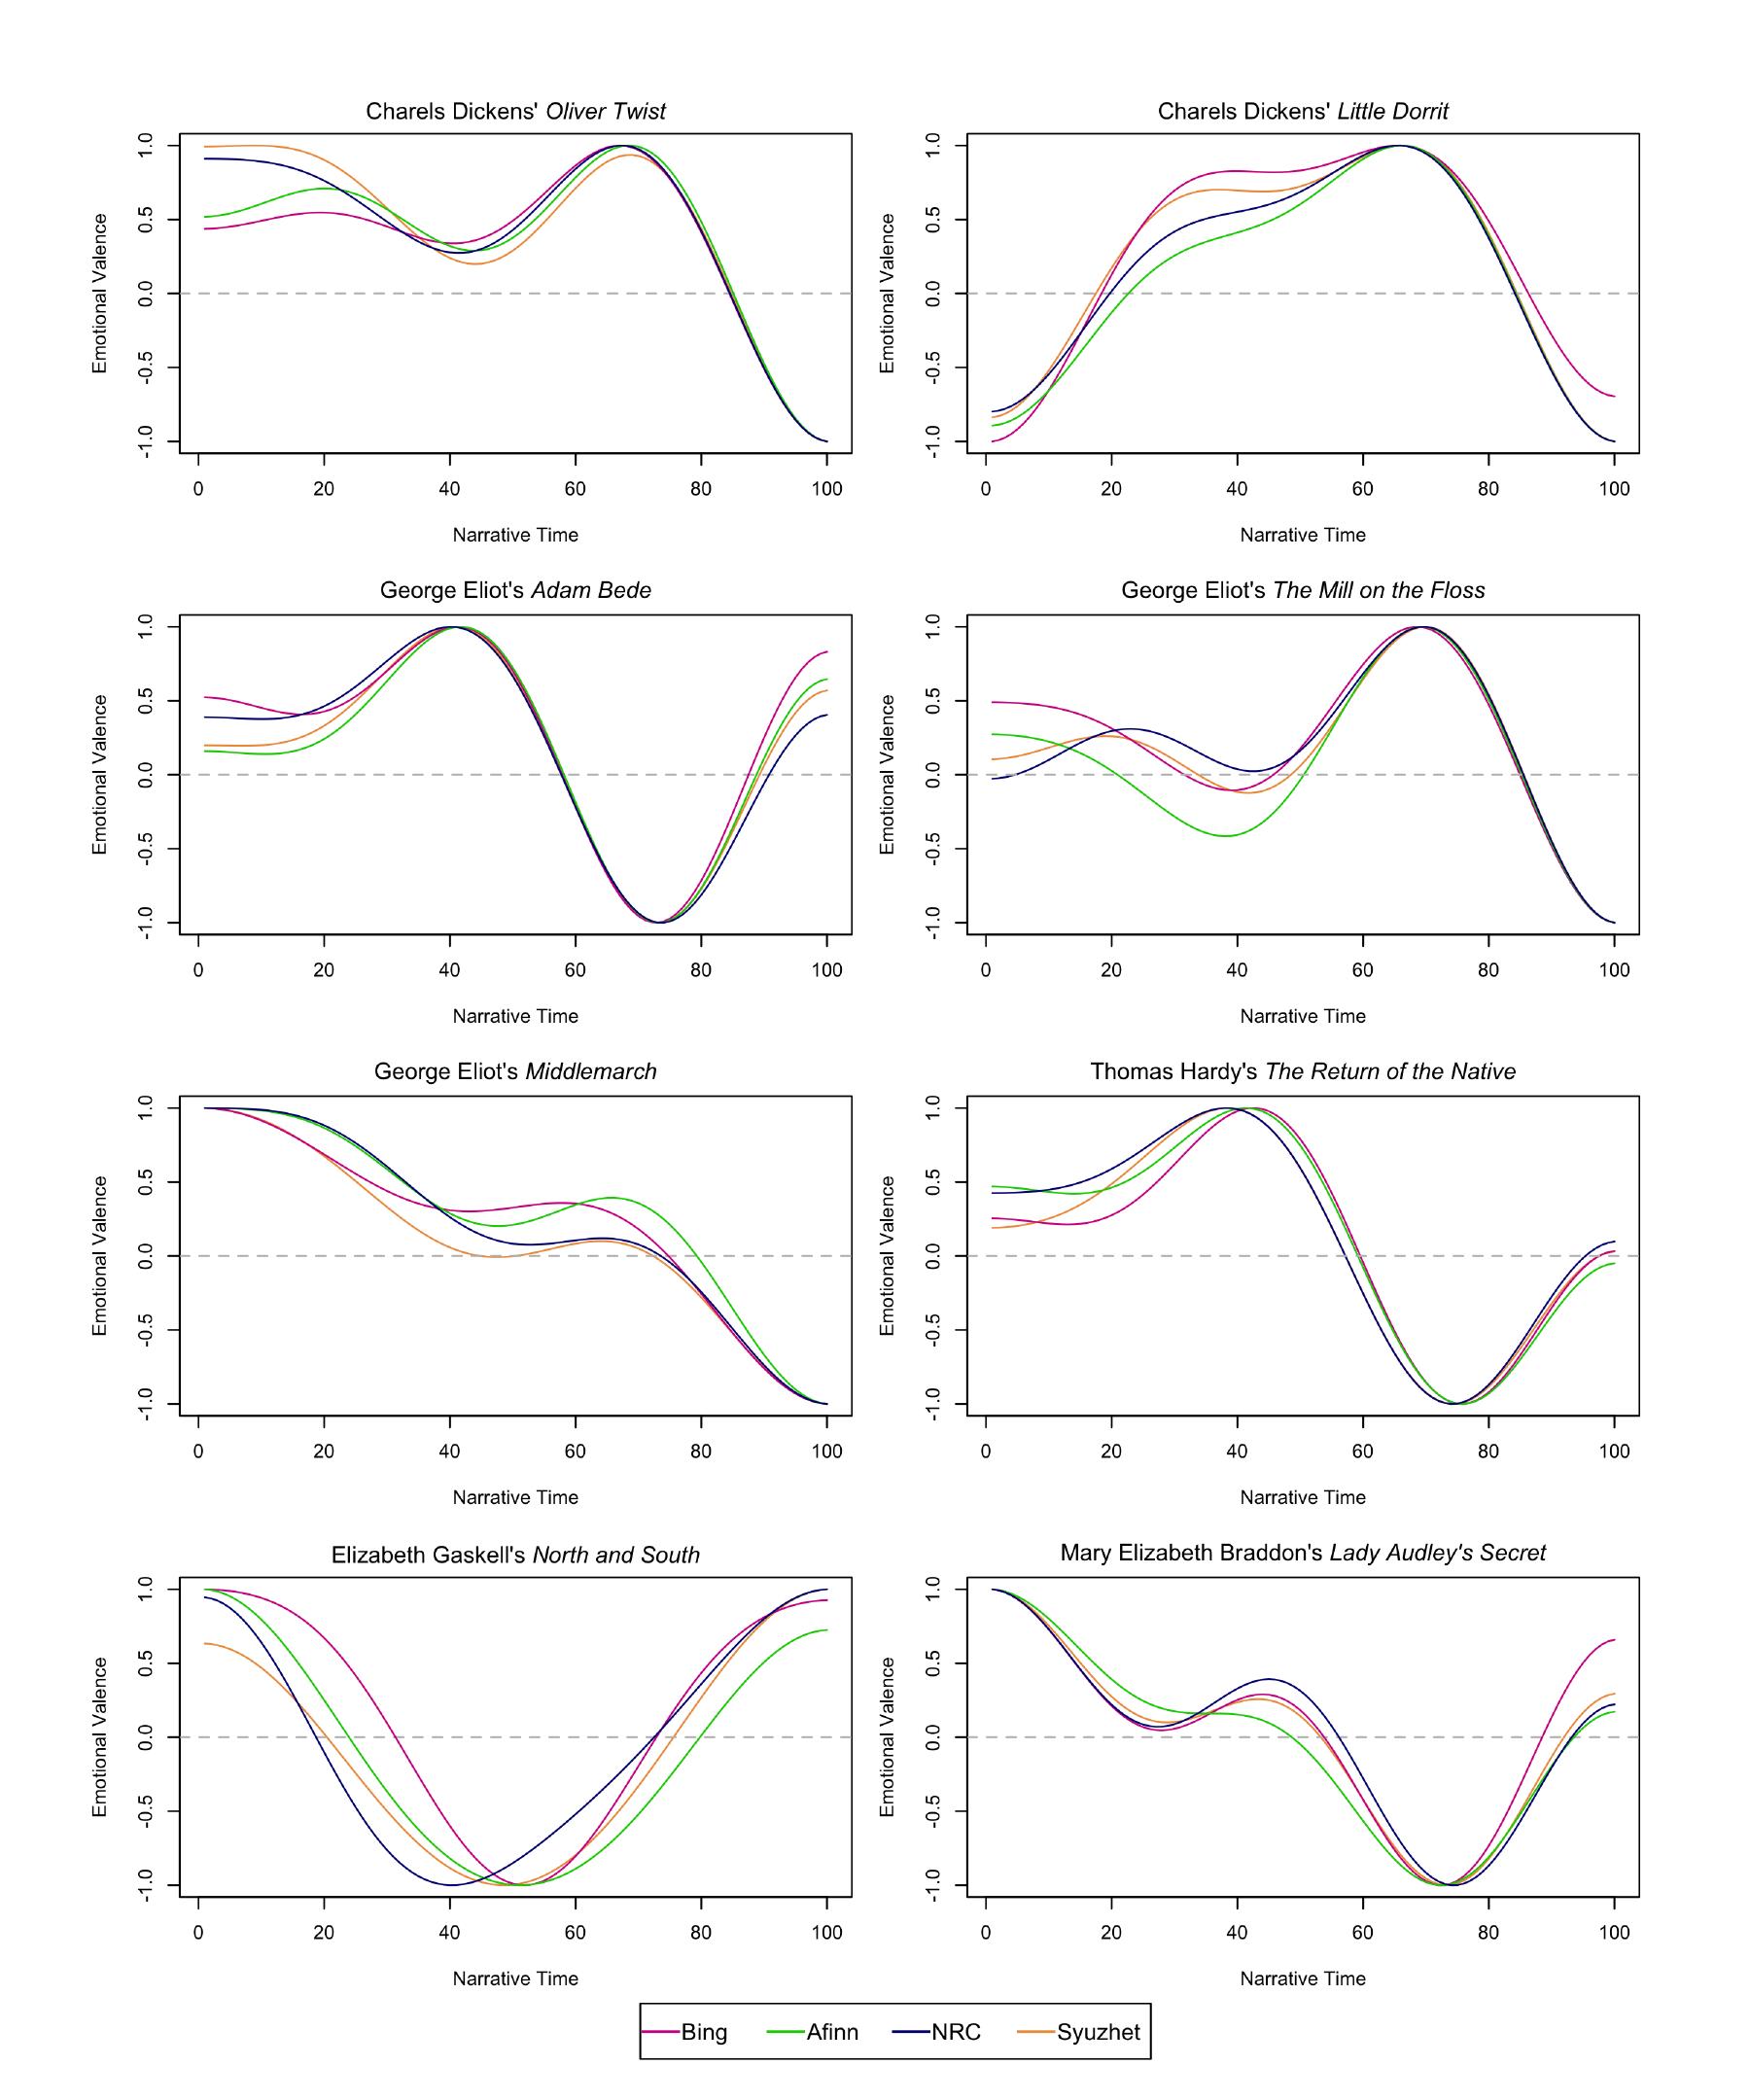 Charels Dickens' Oliver Twist
Emotional Valence
1.0
0.5
0.0
-0.5
-1.0
0 20 40 60 80 100
Narrative Time
Charels Dickens' Little Dorrit
Emotional Valence
1.0
0.5
0.0
-0.5
-1.0
0 20 40 60 80 100
Narrative Time
George Eliot's Adam Bede
Emotional Valence
1.0
0.5
0.0
-0.5
-1.0
0 20 40 60 80 100
Narrative Time
George Eliot's The Mill on the Floss
Emotional Valence
1.0
0.5
0.0
-0.5
-1.0
0 20 40 60 80 100
Narrative Time
George Eliot's Middlemarch
Emotional Valence
1.0
0.5
0.0
-0.5
-1.0
0 20 40 60 80 100
Narrative Time
Thomas Hardy's The Return of the Native
Emotional Valence
1.0
0.5
0.0
-0.5
-1.0
0 20 40 60 80 100
Narrative Time
Elizabeth Gaskell's North and South
Emotional Valence
1.0
0.5
0.0
-0.5
-1.0
0 20 40 60 80 100
Narrative Time
Mary Elizabeth Braddon's Lady Audley's Secret
Emotional Valence
1.0
0.5
0.0
-0.5
-1.0
0 20 40 60 80 100
Narrative Time
Bing Afinn NRC Syuzhet